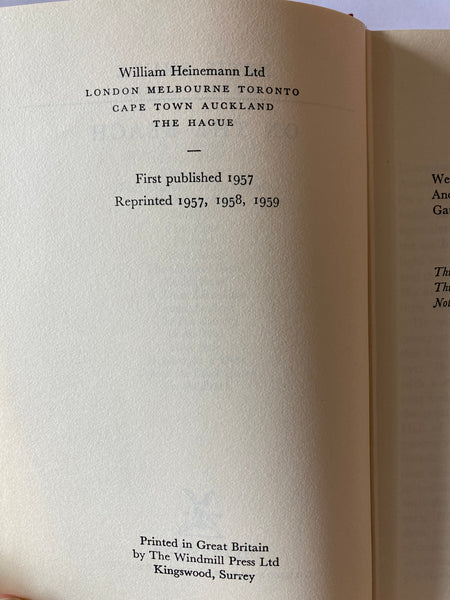 William Heinemann Ltd
LONDON MELBOURNE TORONTO
CAPE TOWN AUCKLAND
THE HAGUE
—
First published 1957
Reprinted 1957, 1958, 1959
Printed in Great Britain
by The Windmill Press Ltd
Kingswood, Surrey
We